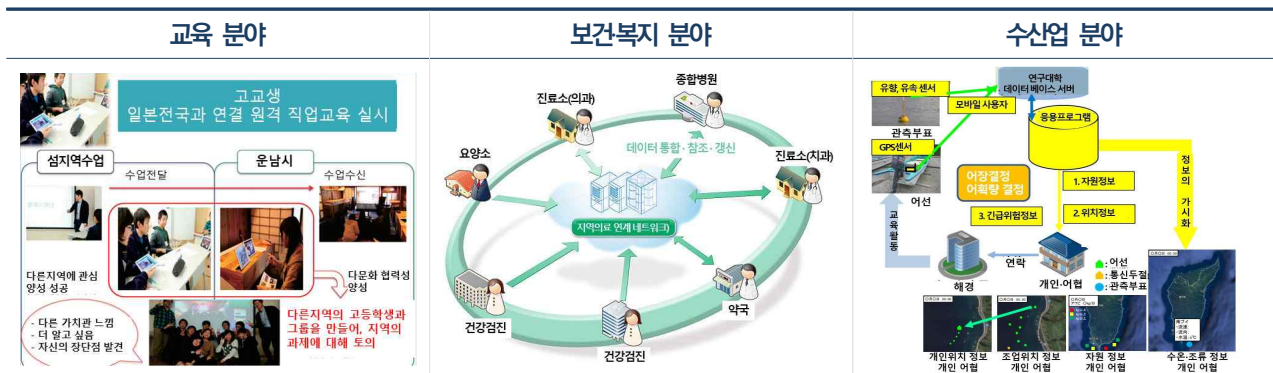 교육 분야
고교생
일본전국과 연결 원격 직업교육 실시
섬지역수업
운남시
수업전달
수업수신
다른지역에 관심
양성 성공
다문화 협력성
양성
- 다른 가치관 느낌
- 더 알고 싶음
- 자신의 장단점 발견
다른지역의 고등학생과
그룹을 만들어, 지역의
과제에 대해 토의
보건·복지 분야
종합병원
진료소(의과)
데이터 통합·참조·갱신
요양소
진료소(치과)
지역의료 연계 네트워크)
건강검진
건강검진
약국
수산업 분야
유향, 유속 센서
연구대학
데이터 베이스 서버
모바일 사용자
응용프로그램
관측부표
GPS센서
어선
어장결정
어획량 결정
1. 자원정보
2. 위치정보
3. 긴급위험정보
정보의 가시화
교육활동
연락
해경
개인·어협
:어선
:통신두절
:관측부표
개인위치 정보
개인 어협
조업위치 정보
개인 어협
자원 정보
개인 어협
수온·조류 정보
개인 어협